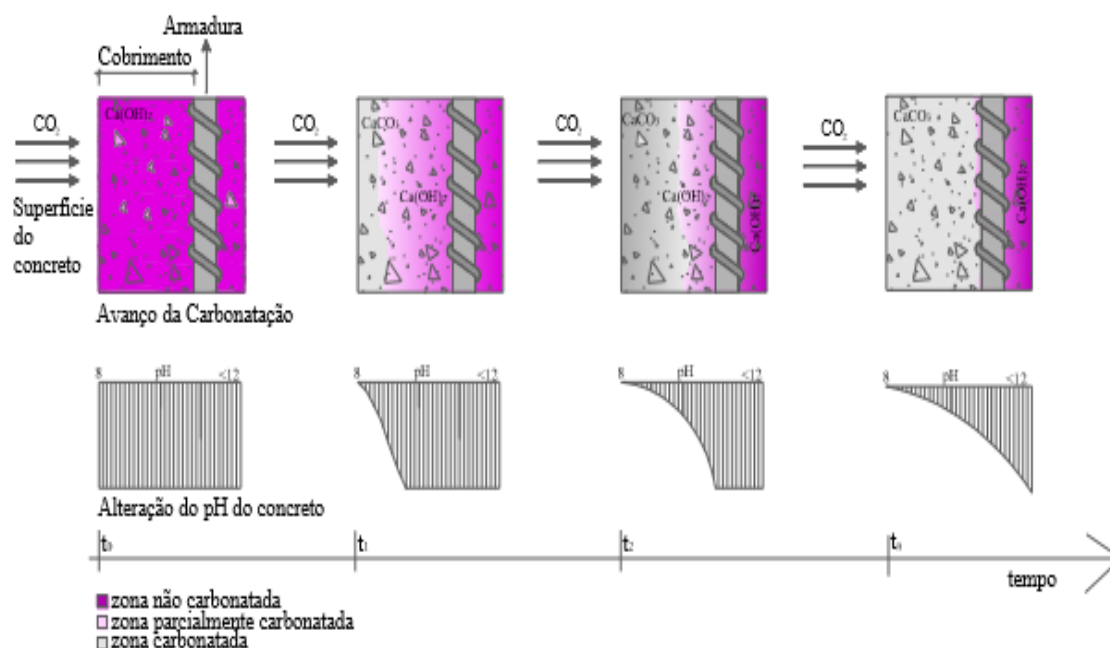 Armadura
Cobrimento
CO₂
Superfície
do
concreto
Ca(OH)₂
CO₂
CaCO₃
Ca(OH)₂
CO₂
CaCO₃
Ca(OH)₂
Ca(OH)₂
CO₂
CaCO₃
Ca(OH)₂
Avanço da Carbonatação
8 pH <12
8 pH <12
8 pH <12
8 pH <12
Alteração do pH do concreto
t₀ t₁ t₂
tempo
zona não carbonatada
zona parcialmente carbonatada
zona carbonatada